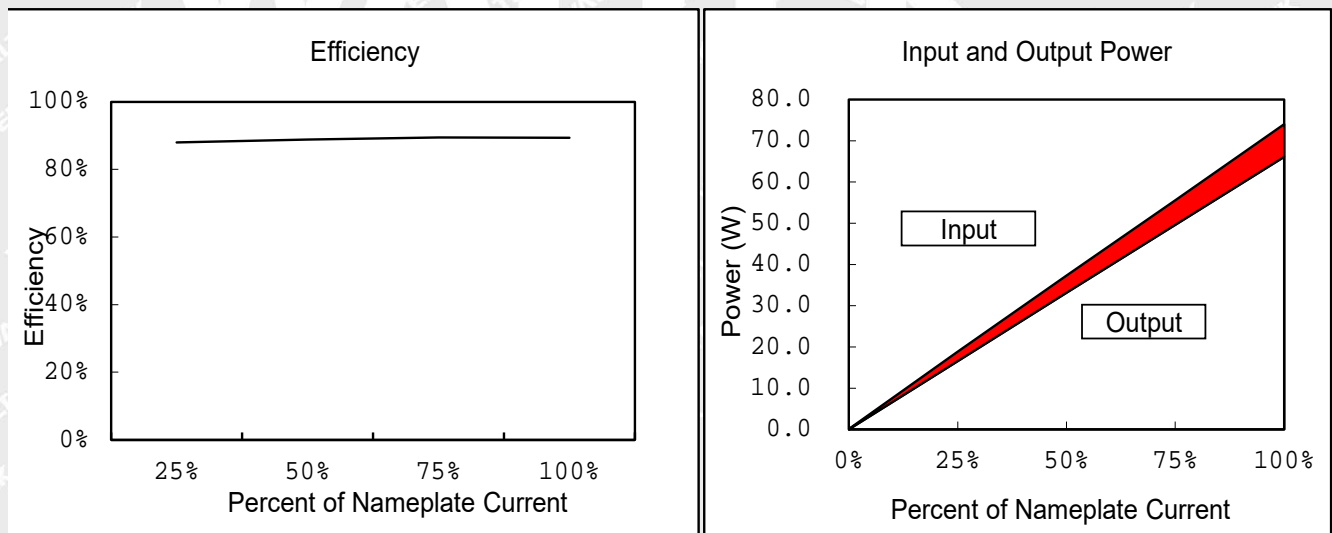 Efficiency
100%
80%
60%
40%
20%
0%
Efficiency
25% 50% 75% 100%
Percent of Nameplate Current
Input and Output Power
80.0
70.0
60.0
50.0
40.0
30.0
20.0
10.0
0.0
Power (W)
Input
Output
0% 25% 50% 75% 100%
Percent of Nameplate Current